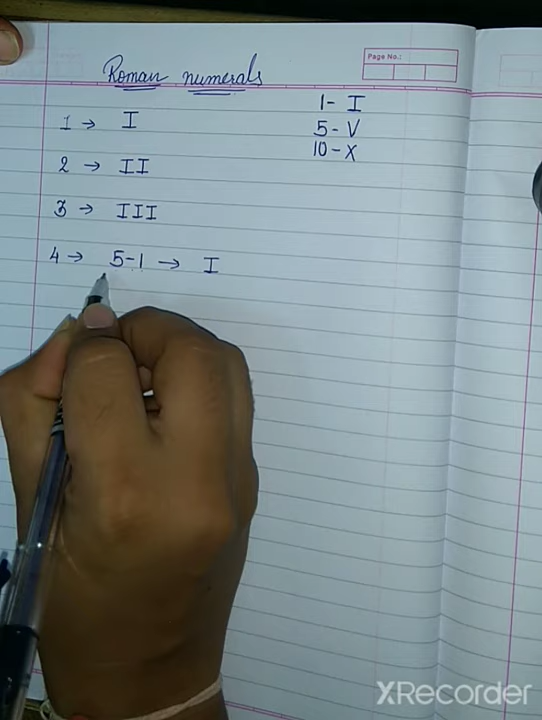 Page No.:
Roman numerals
1 - I
5 - V
10 - X
1 → I
2 → II
3 → III
4 → 5-1 → I
XRecorder